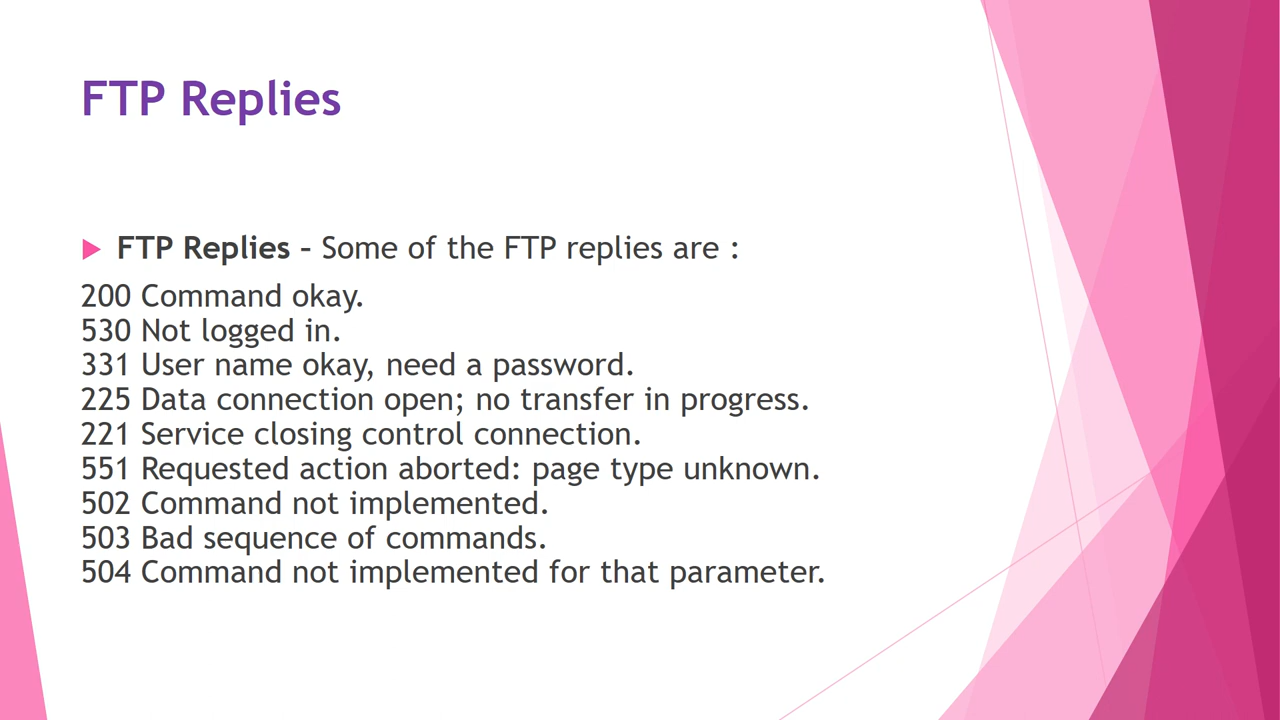 FTP Replies
FTP Replies – Some of the FTP replies are :
200 Command okay.
530 Not logged in.
331 User name okay, need a password.
225 Data connection open; no transfer in progress.
221 Service closing control connection.
551 Requested action aborted: page type unknown.
502 Command not implemented.
503 Bad sequence of commands.
504 Command not implemented for that parameter.